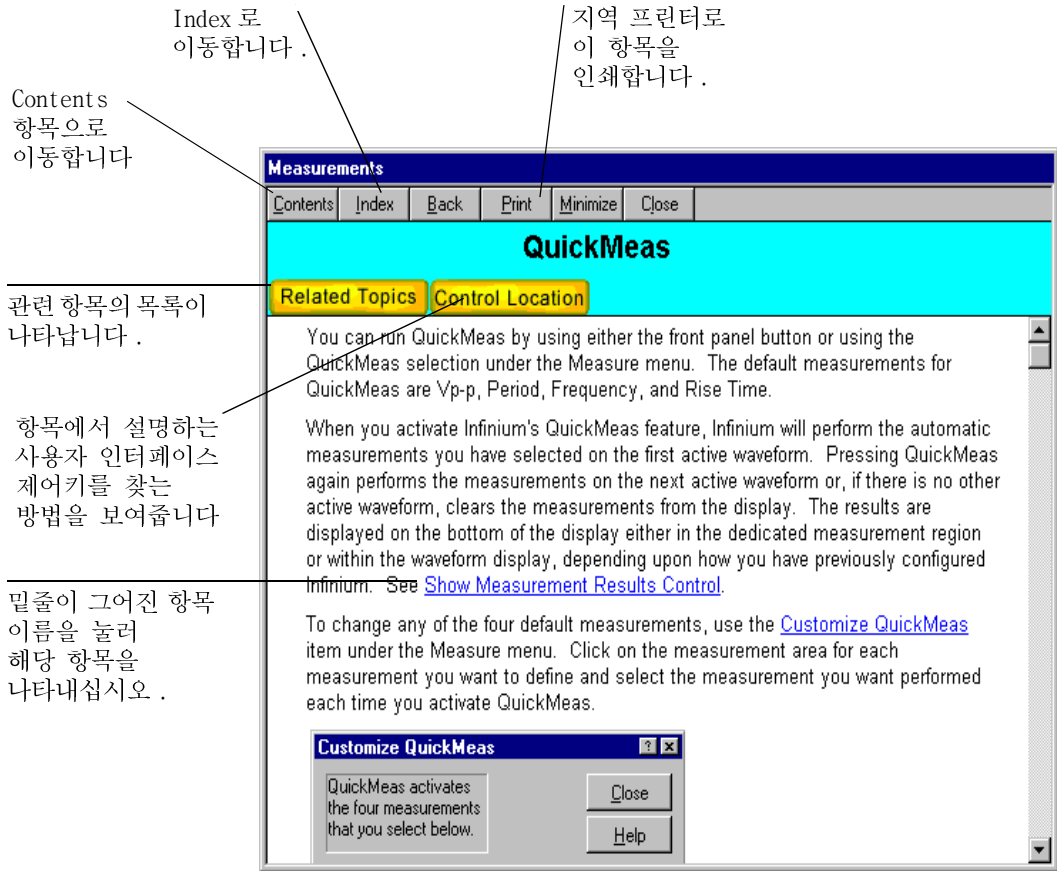 Index 로
이동합니다 .
지역 프린터로
이 항목을
인쇄합니다 .
Contents
항목으로
이동합니다
관련 항목의 목록이
나타납니다 .
항목에서 설명하는
사용자 인터페이스
제어키를 찾는
방법을 보여줍니다
밑줄이 그어진 항목
이름을 눌러
해당 항목을
나타내십시오 .
Measurements
Contents Index Back Print Minimize Close
QuickMeas
Related Topics Control Location
You can run QuickMeas by using either the front panel button or using the
QuickMeas selection under the Measure menu. The default measurements for
QuickMeas are Vp-p, Period, Frequency, and Rise Time.
When you activate Infinium's QuickMeas feature, Infinium will perform the automatic
measurements you have selected on the first active waveform. Pressing QuickMeas
again performs the measurements on the next active waveform or, if there is no other
active waveform, clears the measurements from the display. The results are
displayed on the bottom of the display either in the dedicated measurement region
or within the waveform display, depending upon how you have previously configured
Infinium. See Show Measurement Results Control.
To change any of the four default measurements, use the Customize QuickMeas
item under the Measure menu. Click on the measurement area for each
measurement you want to define and select the measurement you want performed
each time you activate QuickMeas.
Customize QuickMeas
QuickMeas activates
the four measurements
that you select below.
Close
Help